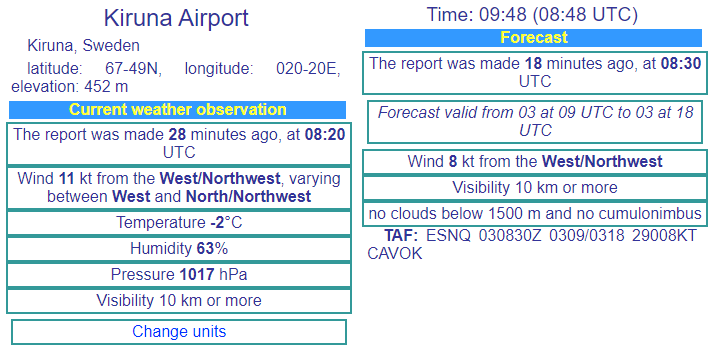 Kiruna Airport
Kiruna, Sweden
latitude: 67-49N, longitude: 020-20E,
elevation: 452 m
Current weather observation
The report was made 28 minutes ago, at 08:20
UTC
Wind 11 kt from the West/Northwest, varying
between West and North/Northwest
Temperature -2°C
Humidity 63%
Pressure 1017 hPa
Visibility 10 km or more
Change units
Time: 09:48 (08:48 UTC)
Forecast
The report was made 18 minutes ago, at 08:30
UTC
Forecast valid from 03 at 09 UTC to 03 at 18
UTC
Wind 8 kt from the West/Northwest
Visibility 10 km or more
no clouds below 1500 m and no cumulonimbus
TAF: ESNQ 030830Z 0309/0318 29008KT
CAVOK